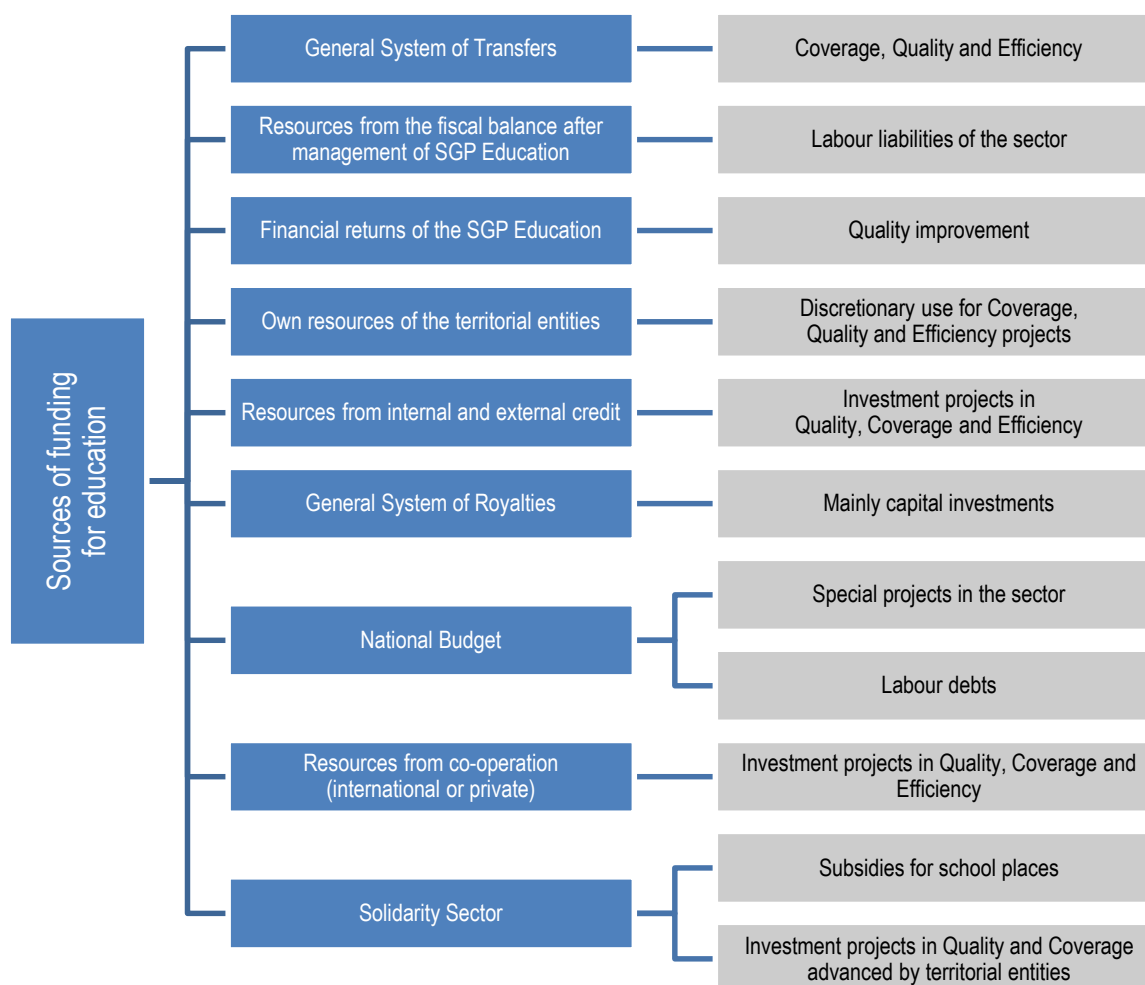 Sources of funding
for education
General System of Transfers
Coverage, Quality and Efficiency
Resources from the fiscal balance after
management of SGP Education
Labour liabilities of the sector
Financial returns of the SGP Education
Quality improvement
Own resources of the territorial entities
Discretionary use for Coverage,
Quality and Efficiency projects
Resources from internal and external credit
Investment projects in
Quality, Coverage and Efficiency
General System of Royalties
Mainly capital investments
National Budget
Special projects in the sector
Labour debts
Resources from co-operation
(international or private)
Investment projects in Quality, Coverage and
Efficiency
Solidarity Sector
Subsidies for school places
Investment projects in Quality and Coverage
advanced by territorial entities